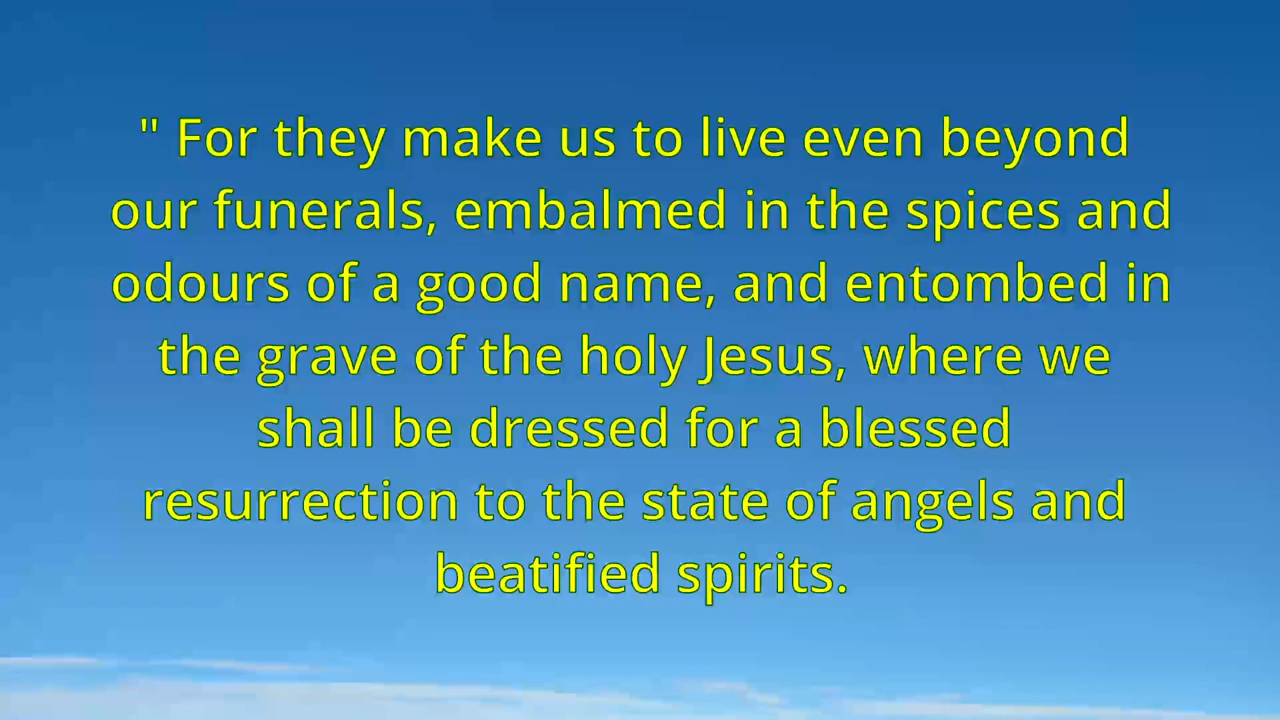 " For they make us to live even beyond
our funerals, embalmed in the spices and
odours of a good name, and entombed in
the grave of the holy Jesus, where we
shall be dressed for a blessed
resurrection to the state of angels and
beatified spirits.